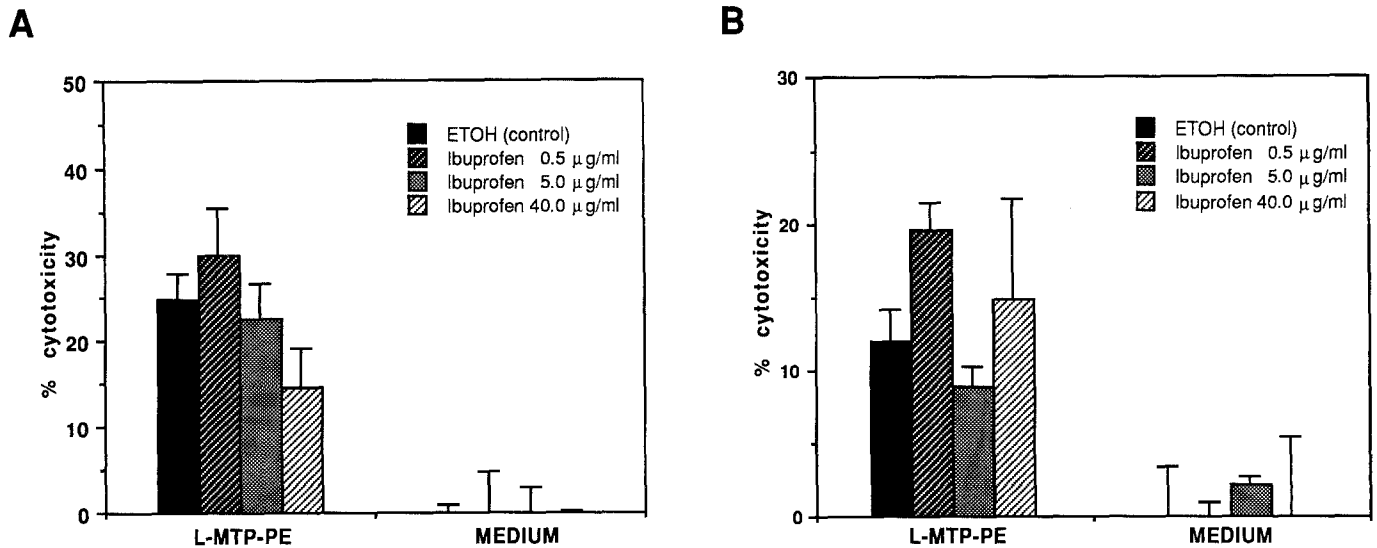 A
50
40
30
20
10
0
% cytotoxicity
ETOH (control)
Ibuprofen 0.5 μg/ml
Ibuprofen 5.0 μg/ml
Ibuprofen 40.0 μg/ml
L-MTP-PE
MEDIUM
B
30
20
10
0
% cytotoxicity
ETOH (control)
Ibuprofen 0.5 μg/ml
Ibuprofen 5.0 μg/ml
Ibuprofen 40.0 μg/ml
L-MTP-PE
MEDIUM